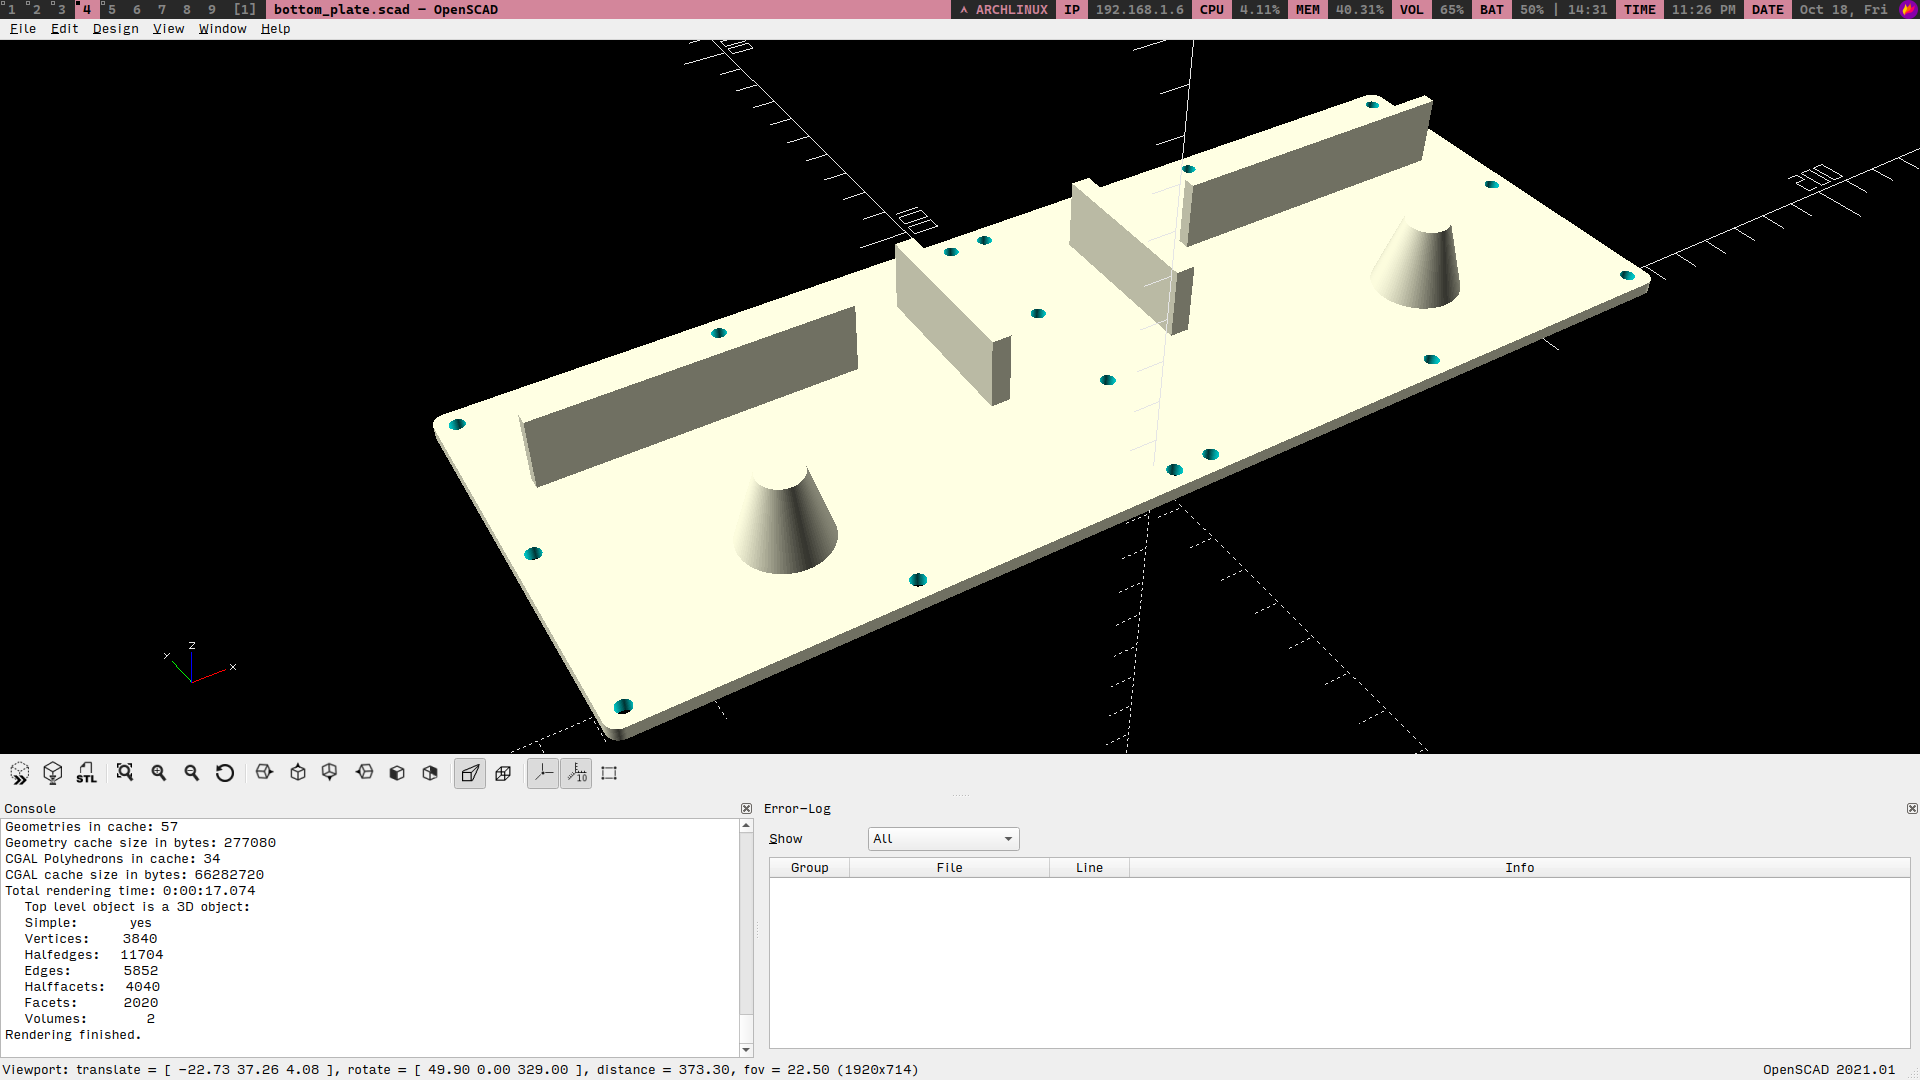 1 2 3 4 5 6 7 8 9 [1] bottom_plate.scad — OpenSCAD ARCHLINUX IP 192.168.1.6 CPU 4.11% MEM 40.31% VOL 65% BAT 50% | 14:31 TIME 11:26 PM DATE Oct 18, Fri
File Edit Design View Window Help
10
Z
Y
X
STL
10
Console
Geometries in cache: 57
Geometry cache size in bytes: 277080
CGAL Polyhedrons in cache: 34
CGAL cache size in bytes: 66282720
Total rendering time: 0:00:17.074
Top level object is a 3D object:
Simple: yes
Vertices: 3840
Halfedges: 11704
Edges: 5852
Halffacets: 4040
Facets: 2020
Volumes: 2
Rendering finished.
Error-Log
Show All
Group File Line Info
Viewport: translate = [ -22.73 37.26 4.08 ], rotate = [ 49.90 0.00 329.00 ], distance = 373.30, fov = 22.50 (1920x714)
OpenSCAD 2021.01